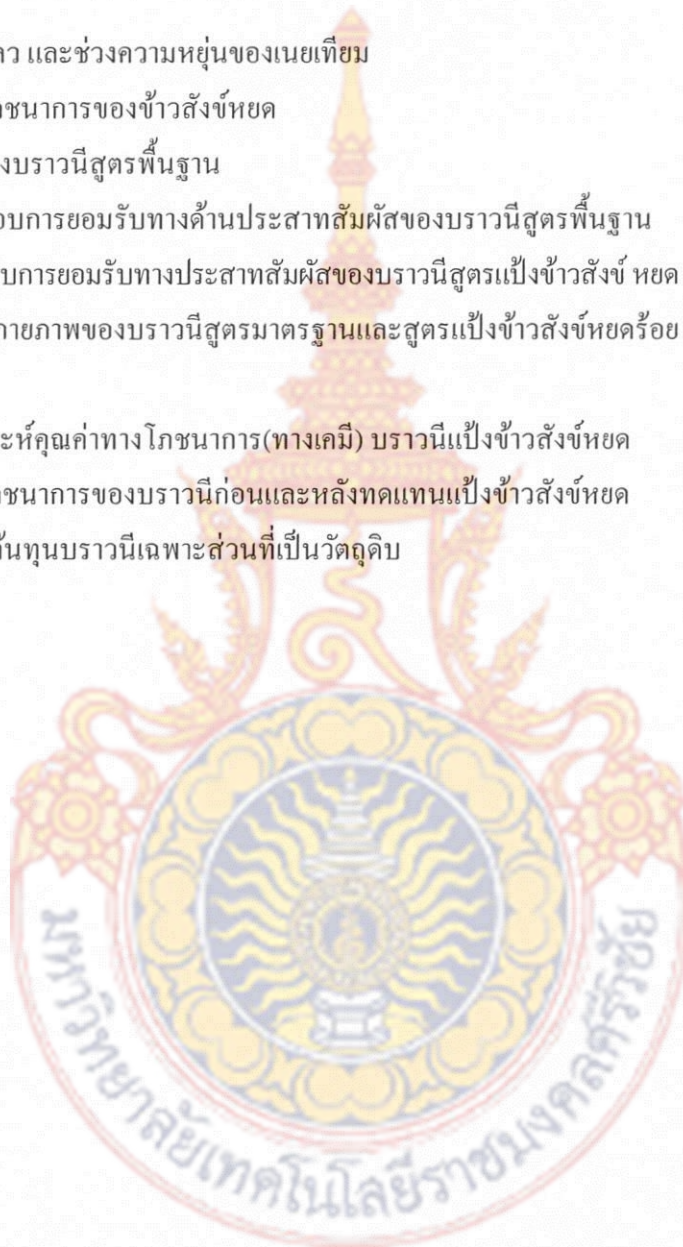 ลว และช่วงความหยุ่นของเนยเทียม
ภชนาการของข้าวสังข์หยด
งบราวนีสูตรพื้นฐาน
อบการยอมรับทางด้านประสาทสัมผัสของบราวนีสูตรพื้นฐาน
บการยอมรับทางประสาทสัมผัสของบราวนีสูตรแป้งข้าวสังข์ หยด
กายภาพของบราวนีสูตรมาตรฐานและสูตรแป้งข้าวสังข์หยดร้อย
ะห์คุณค่าทางโภชนาการ(ทางเคมี) บราวนีแป้งข้าวสังข์หยด
ภชนาการของบราวนีก่อนและหลังทดแทนแป้งข้าวสังข์หยด
ต้นทุนบราวนีเฉพาะส่วนที่เป็นวัตถุดิบ
มหาวิทยาลัยเทคโนโลยีราชมงคลศรีวิชัย